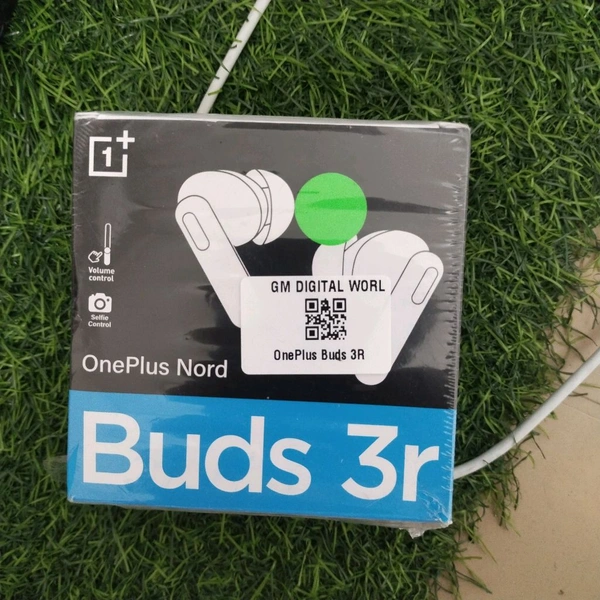 1+
Volume
control
Selfie
Control
GM DIGITAL WORL
OnePlus Buds 3R
OnePlus Nord
Buds 3r